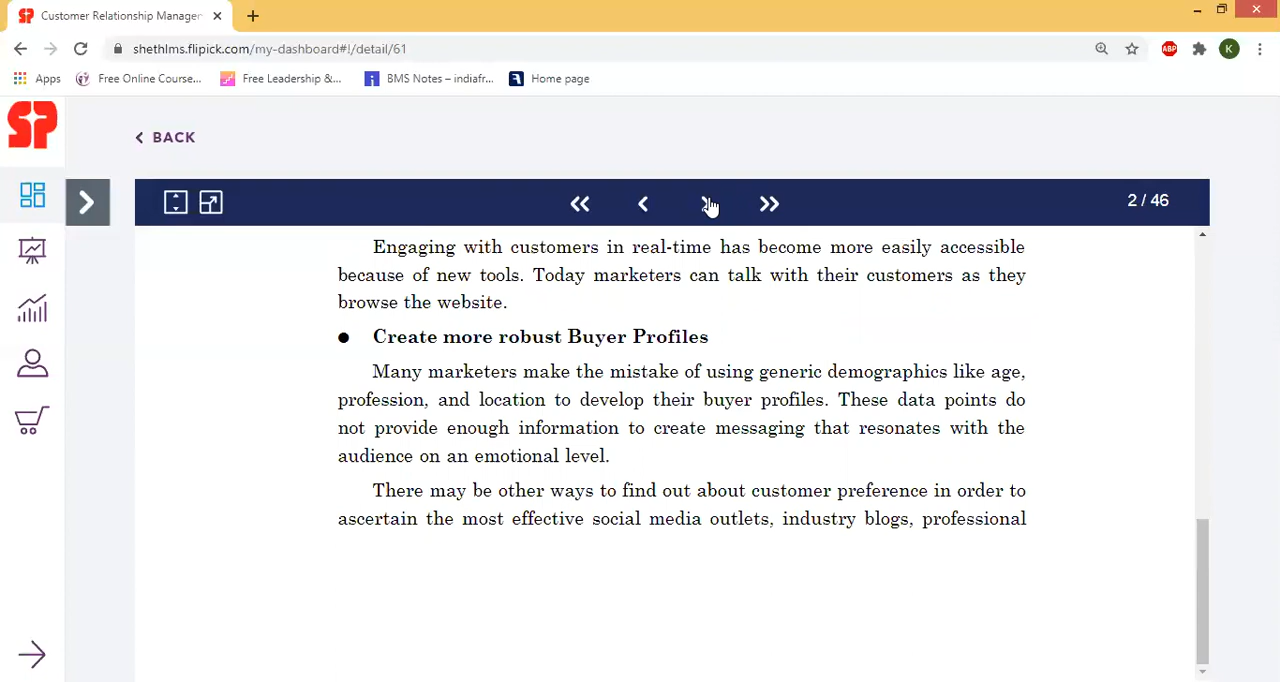 Customer Relationship Manager
shethlms.flipick.com/my-dashboard#!/detail/61
ABP
K
Apps
Free Online Course...
Free Leadership &...
BMS Notes – indiafr...
Home page
SP
BACK
2 / 46
Engaging with customers in real-time has become more easily accessible
because of new tools. Today marketers can talk with their customers as they
browse the website.
● Create more robust Buyer Profiles
Many marketers make the mistake of using generic demographics like age,
profession, and location to develop their buyer profiles. These data points do
not provide enough information to create messaging that resonates with the
audience on an emotional level.
There may be other ways to find out about customer preference in order to
ascertain the most effective social media outlets, industry blogs, professional